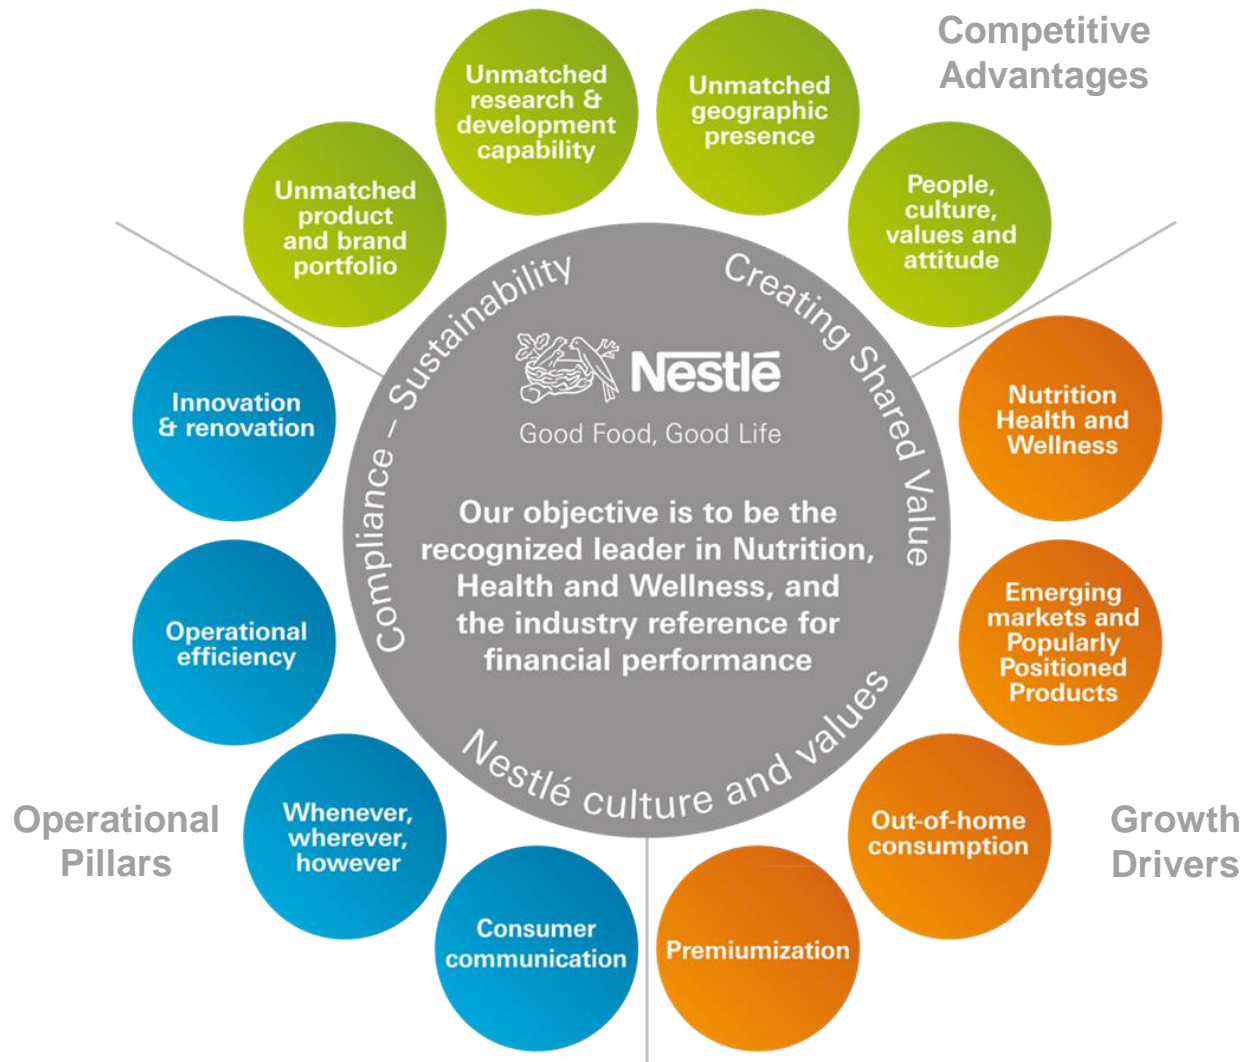 Competitive
Advantages
Unmatched
research &
development
capability
Unmatched
geographic
presence
Unmatched
product
and brand
portfolio
People,
culture,
values and
attitude
Compliance – Sustainability
Creating Shared Value
Nestlé
Good Food, Good Life
Our objective is to be the
recognized leader in Nutrition,
Health and Wellness, and
the industry reference for
financial performance
Nestlé culture and values
Innovation
& renovation
Operational
efficiency
Whenever,
wherever,
however
Consumer
communication
Operational
Pillars
Nutrition
Health and
Wellness
Emerging
markets and
Popularly
Positioned
Products
Out-of-home
consumption
Premiumization
Growth
Drivers